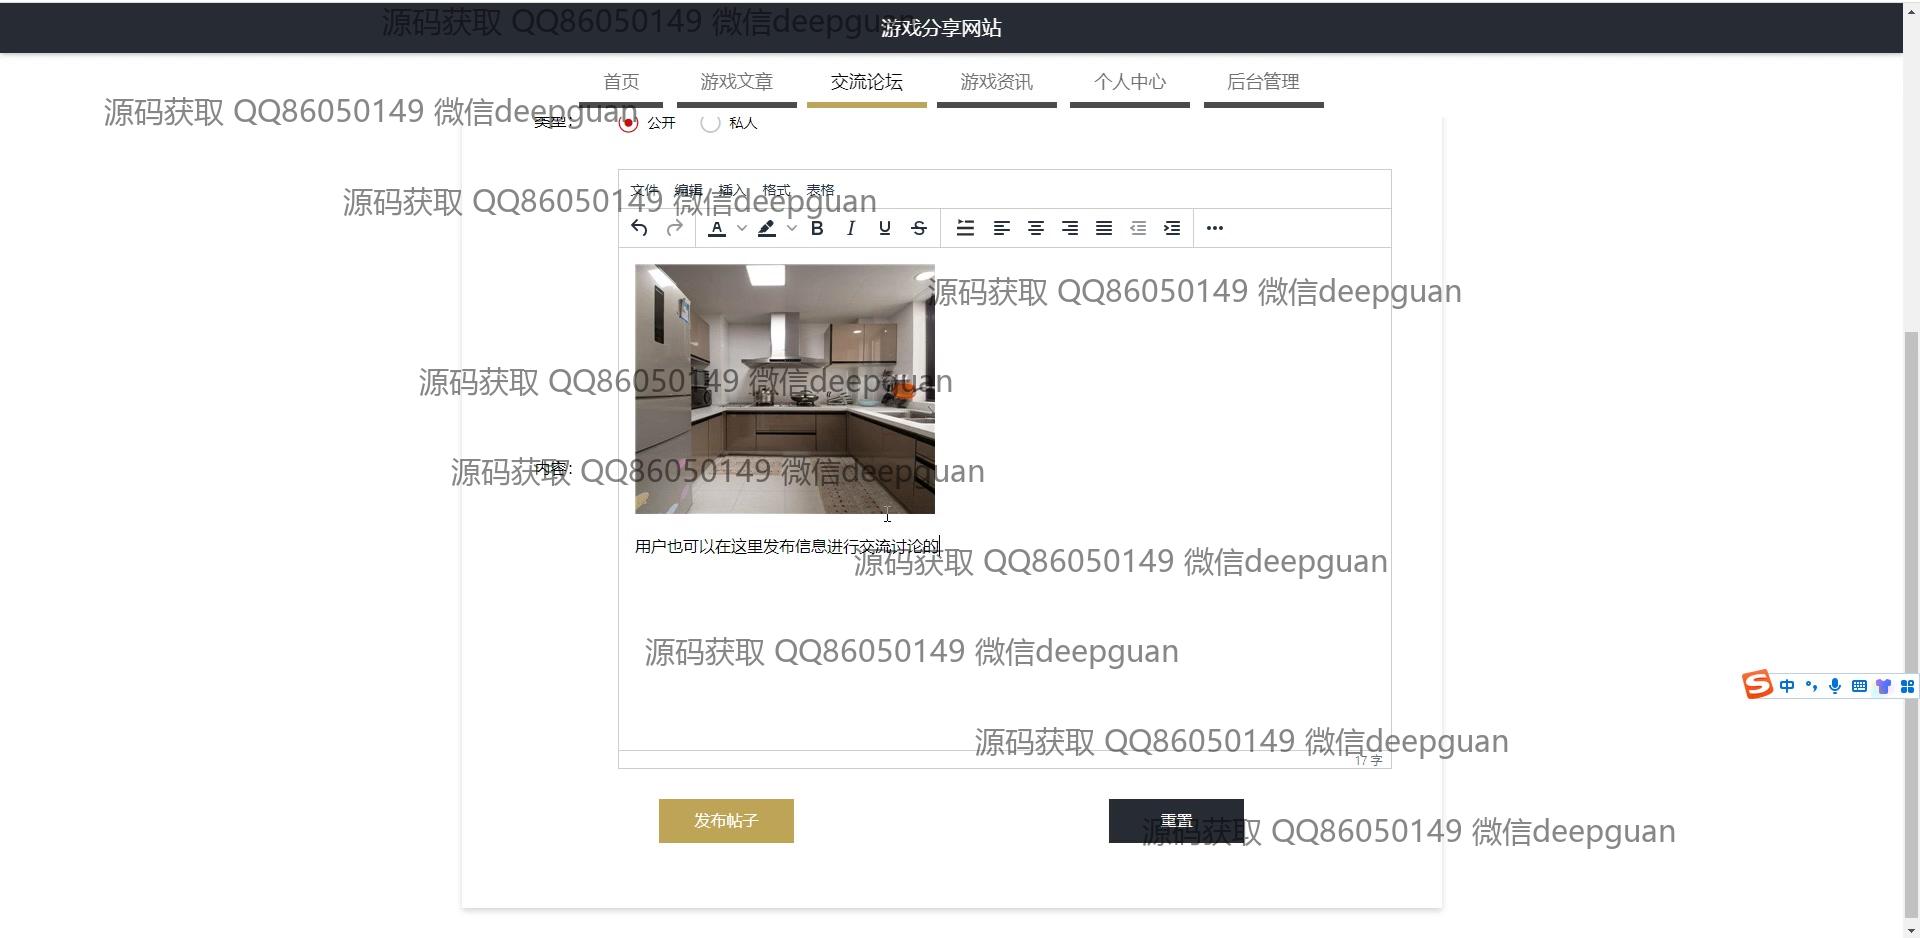 源码获取 QQ86050149 微信deepguan
游戏分享网站
首页 游戏文章 交流论坛 游戏资讯 个人中心 后台管理
源码获取 QQ86050149 微信deepguan
类型: 公开 私人
文件 编辑 插入 格式 表格
源码获取 QQ86050149 微信deepguan
A B I U S
源码获取 QQ86050149 微信deepguan
源码获取 QQ86050149 微信deepguan
内容:
源码获取 QQ86050149 微信deepguan
用户也可以在这里发布信息进行交流讨论的
源码获取 QQ86050149 微信deepguan
源码获取 QQ86050149 微信deepguan
中
源码获取 QQ86050149 微信deepguan
17 字
发布帖子 重置
源码获取 QQ86050149 微信deepguan